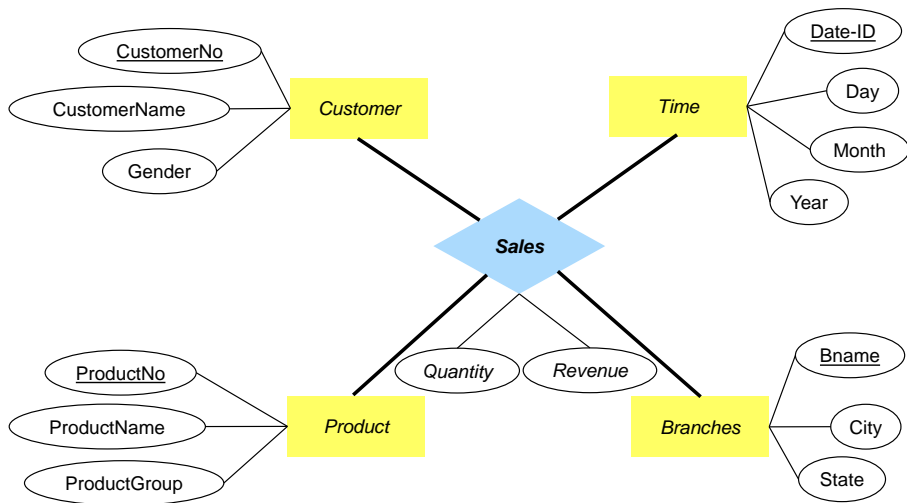 CustomerNo
CustomerName
Gender
Customer
Time
Date-ID
Day
Month
Year
Sales
Quantity
Revenue
ProductNo
ProductName
ProductGroup
Product
Branches
Bname
City
State